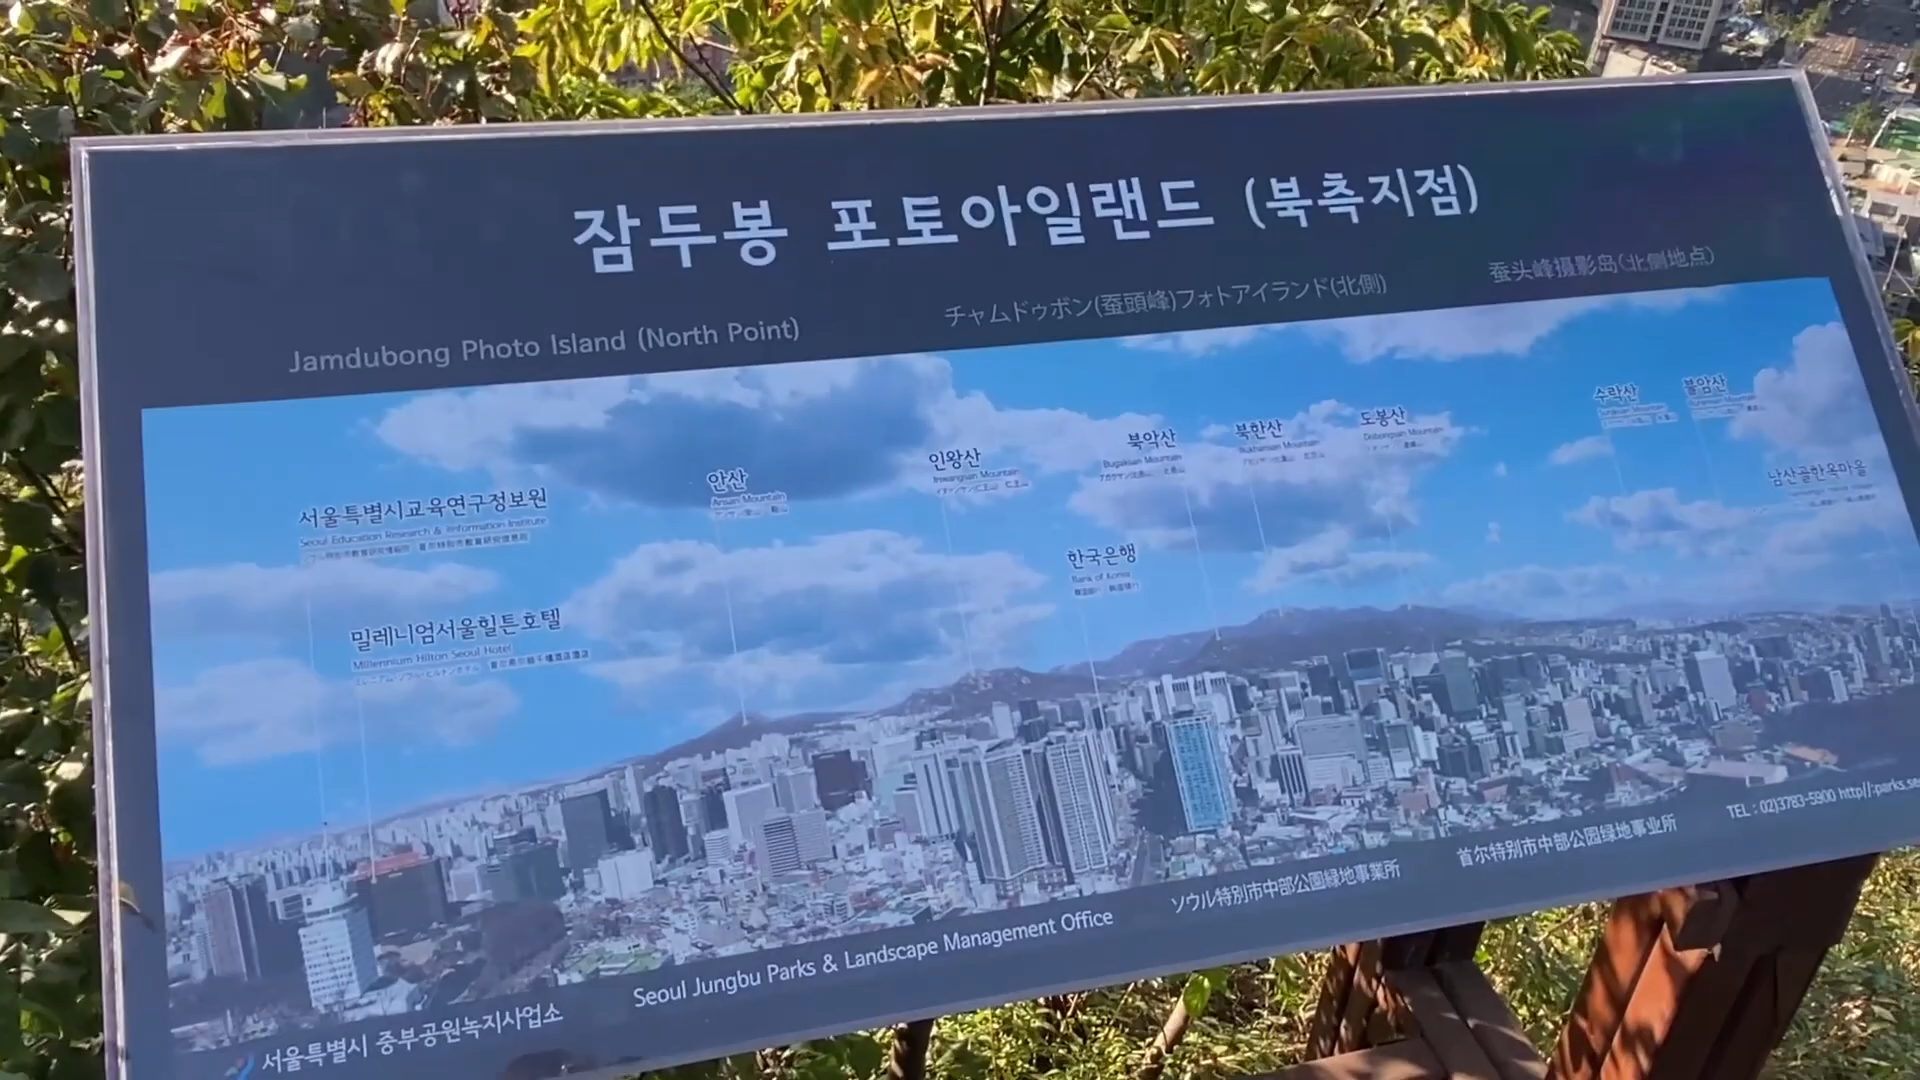 잠두봉 포토아일랜드 (북측지점)
Jamdubong Photo Island (North Point)
チャムドゥボン(蚕頭峰)フォトアイランド(北側)
蚕头峰摄影岛(北侧地点)
서울특별시교육연구정보원
Seoul Education Research & Information Institute
밀레니엄서울힐튼호텔
Millennium Hilton Seoul Hotel
안산
Ansan Mountain
인왕산
Inwangsan Mountain
한국은행
Bank of Korea
북악산
Bugaksan Mountain
북한산
Bukhansan Mountain
도봉산
Dobongsan Mountain
수락산
불암산
남산골한옥마을
서울특별시 중부공원녹지사업소
Seoul Jungbu Parks & Landscape Management Office
ソウル特別市中部公園緑地事業所
首尔特别市中部公园绿地事业所
TEL : 02)3783-5900 http//:parks.se